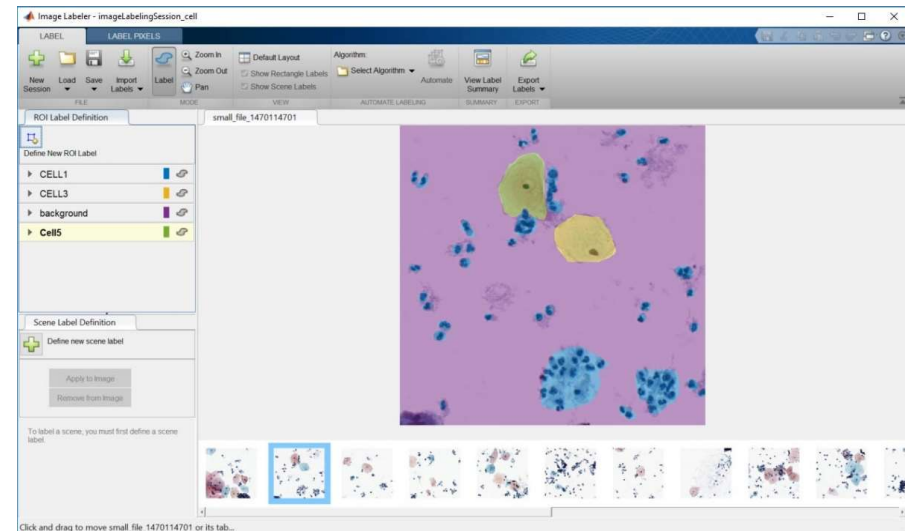 Image Labeler - imageLabelingSession_cell
LABEL LABEL PIXELS
New Session
Load
Save
Import Labels
Label
Zoom In
Zoom Out
Pan
Default Layout
Show Rectangle Labels
Show Scene Labels
Algorithm:
Select Algorithm
Automate
View Label Summary
Export Labels
FILE MODE VIEW AUTOMATE LABELING SUMMARY EXPORT
ROI Label Definition
small_file_1470114701
Define New ROI Label
CELL1
CELL3
background
Cell5
Scene Label Definition
Define new scene label
Apply to Image
Remove from Image
To label a scene, you must first define a scene
label.
Click and drag to move small_file_1470114701 or its tab...